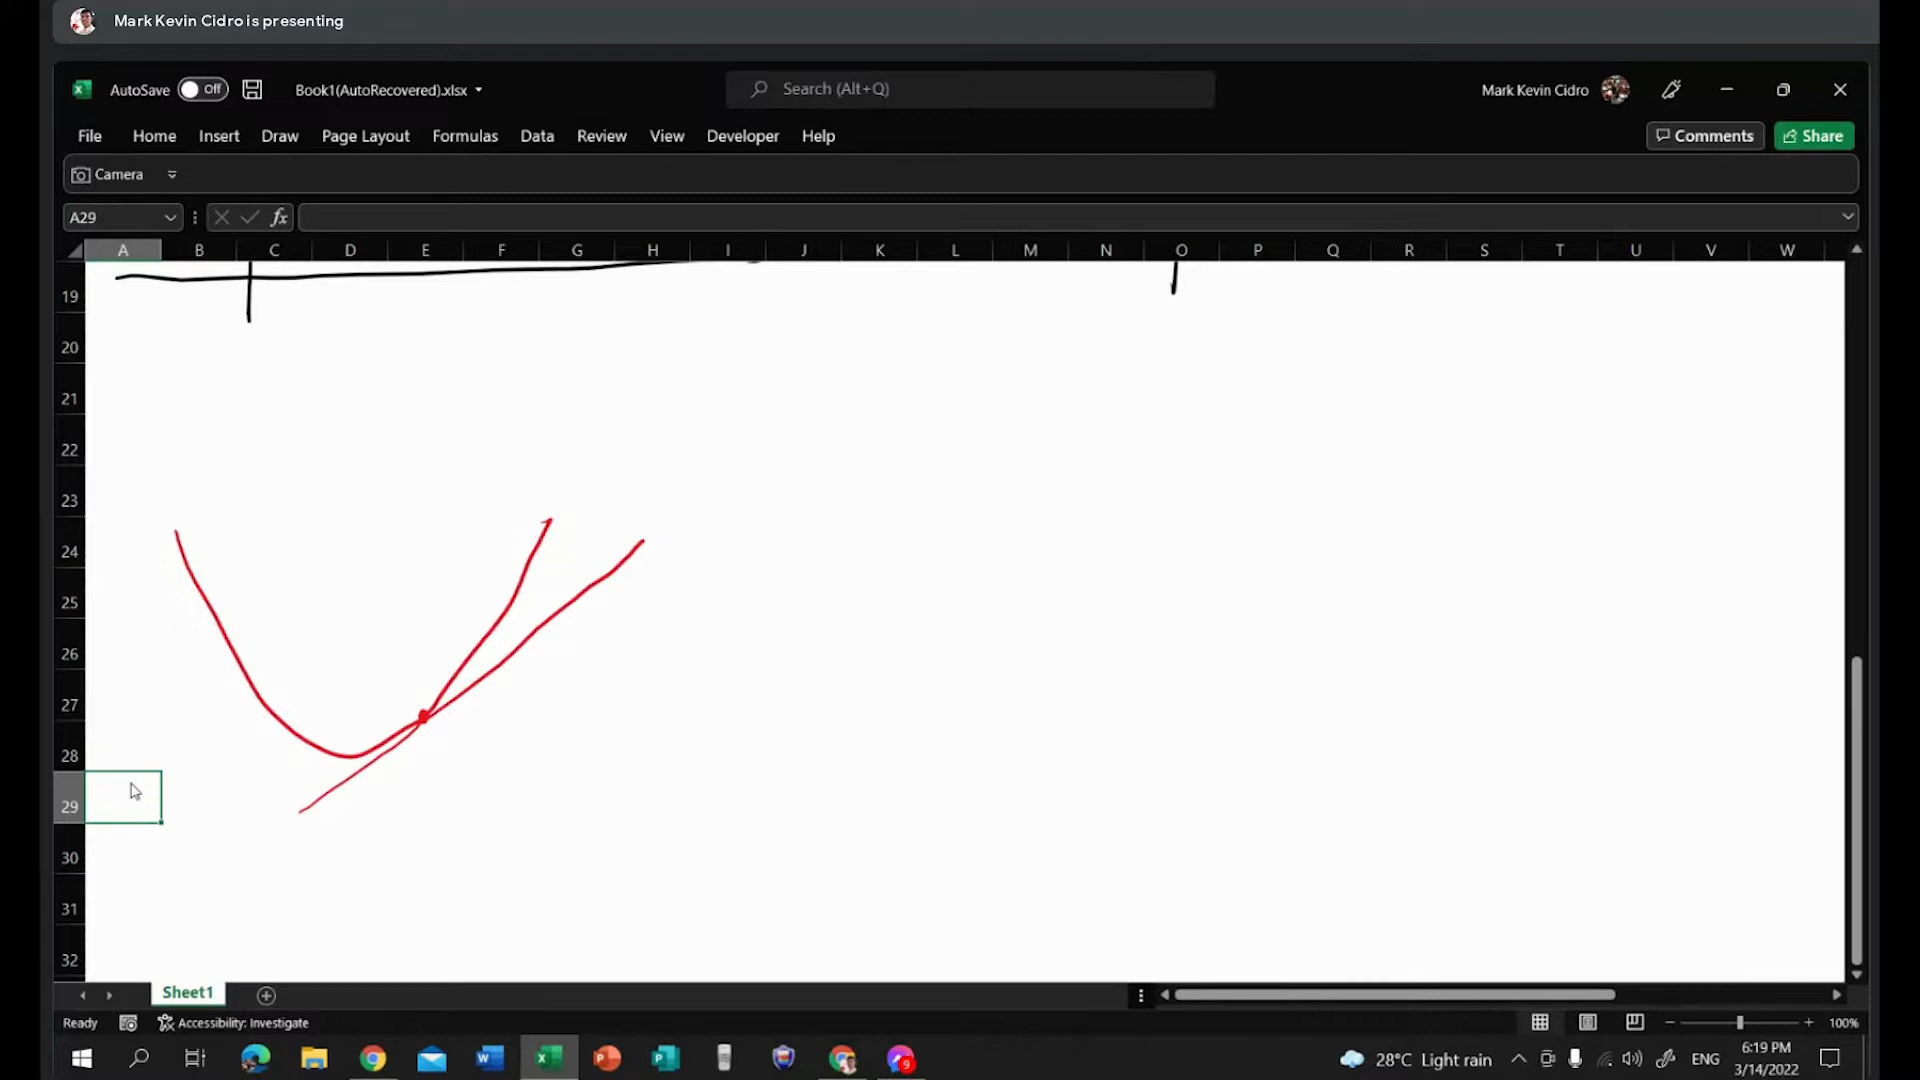 Mark Kevin Cidro is presenting
AutoSave Off Book1(AutoRecovered).xlsx Search (Alt+Q) Mark Kevin Cidro
File Home Insert Draw Page Layout Formulas Data Review View Developer Help Comments Share
Camera
A29 fx
A B C D E F G H I J K L M N O P Q R S T U V W
19
20
21
22
23
24
25
26
27
28
29
30
31
32
Sheet1
Ready Accessibility: Investigate 100%
9 28°C Light rain ENG 6:19 PM
3/14/2022